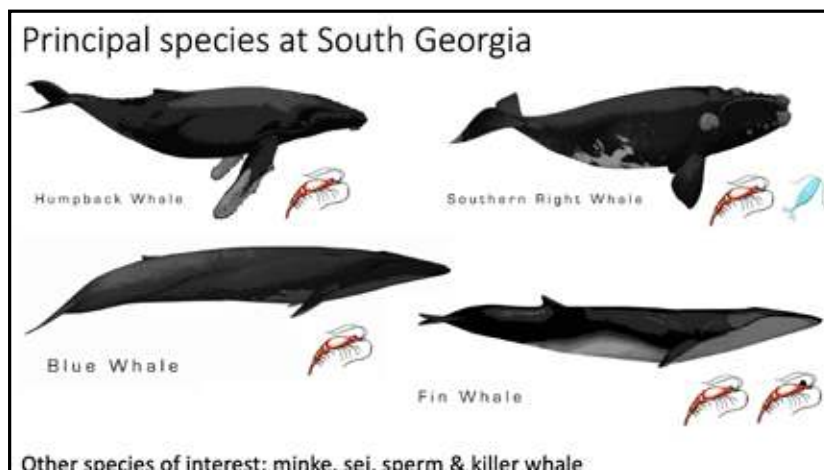 Principal species at South Georgia
Humpback Whale
Southern Right Whale
Blue Whale
Fin Whale
Other species of interest: minke, sei, sperm & killer whale